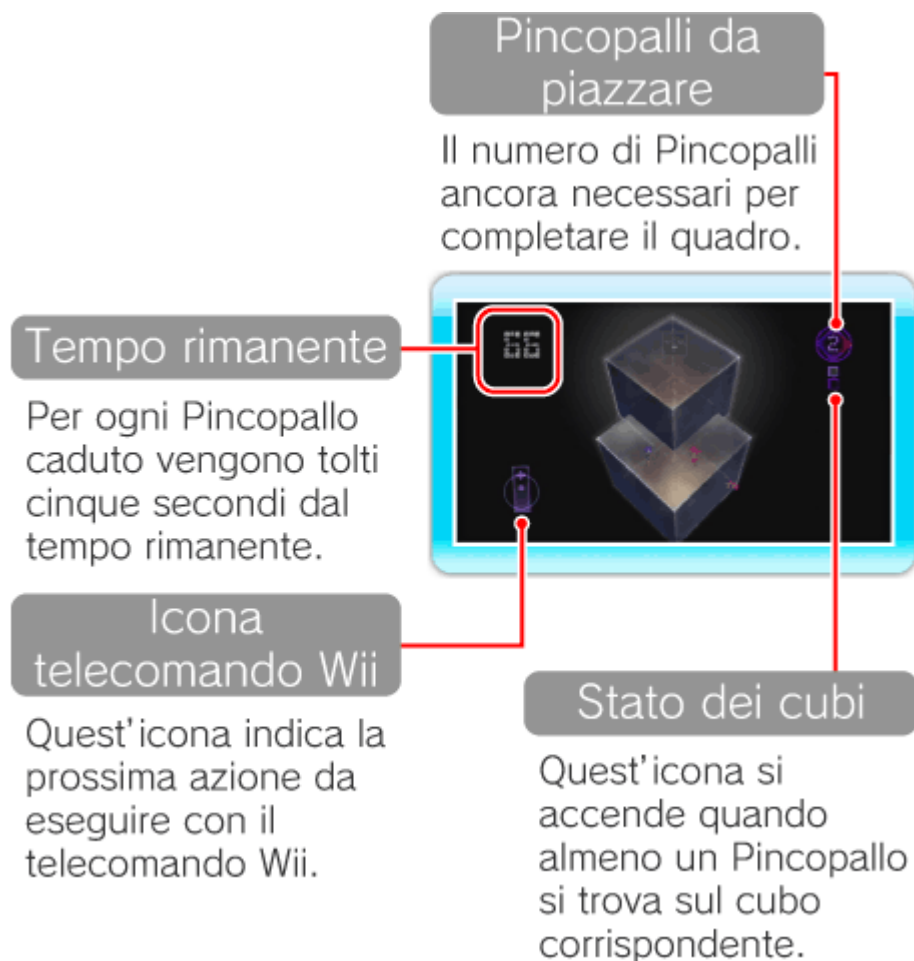 Pincopalli da
piazzare
Il numero di Pincopalli
ancora necessari per
completare il quadro.
Tempo rimanente
Per ogni Pincopallo
caduto vengono tolti
cinque secondi dal
tempo rimanente.
2
Icona
telecomando Wii
Quest'icona indica la
prossima azione da
eseguire con il
telecomando Wii.
Stato dei cubi
Quest'icona si
accende quando
almeno un Pincopallo
si trova sul cubo
corrispondente.